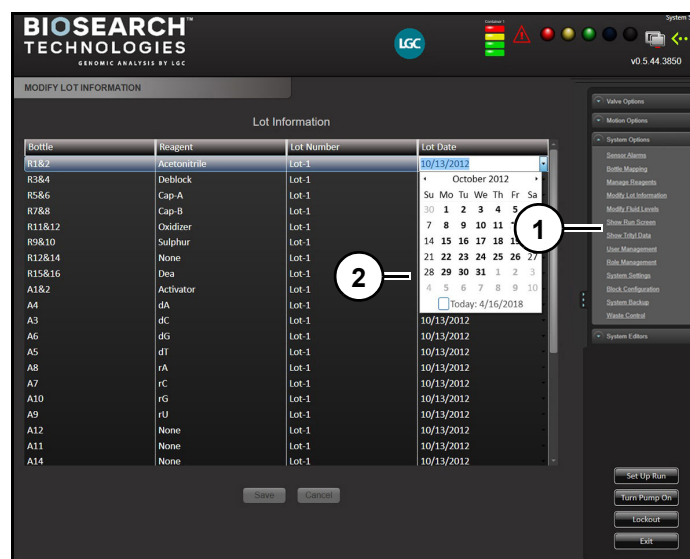 BIOSEARCH™
TECHNOLOGIES
GENOMIC ANALYSIS BY LGC
LGC
Container 1
System S
v0.5.44.3850
MODIFY LOT INFORMATION
Lot Information
Bottle Reagent Lot Number Lot Date
R1&2 Acetonitrile Lot-1 10/13/2012
R3&4 Deblock Lot-1
R5&6 Cap-A Lot-1
R7&8 Cap-B Lot-1
R11&12 Oxidizer Lot-1
R9&10 Sulphur Lot-1
R12&14 None Lot-1
R15&16 Dea Lot-1
A1&2 Activator Lot-1
A4 dA Lot-1
A3 dC Lot-1 10/13/2012
A6 dG Lot-1 10/13/2012
A5 dT Lot-1 10/13/2012
A8 rA Lot-1 10/13/2012
A7 rC Lot-1 10/13/2012
A10 rG Lot-1 10/13/2012
A9 rU Lot-1 10/13/2012
A12 None Lot-1 10/13/2012
A11 None Lot-1 10/13/2012
A14 None Lot-1 10/13/2012
October 2012
Su Mo Tu We Th Fr Sa
30 1 2 3 4 5
7 8 9 10 11
14 15 16 17 18
21 22 23 24 25 26 27
28 29 30 31 1 2 3
4 5 6 7 8 9 10
Today: 4/16/2018
1
2
Save Cancel
Valve Options
Motion Options
System Options
Sensor Alarms
Bottle Mapping
Manage Reagents
Modify Lot Information
Modify Fluid Levels
Show Run Screen
Show Trityl Data
User Management
Role Management
System Settings
Block Configuration
System Backup
Waste Control
System Editors
Set Up Run
Turn Pump On
Lockout
Exit